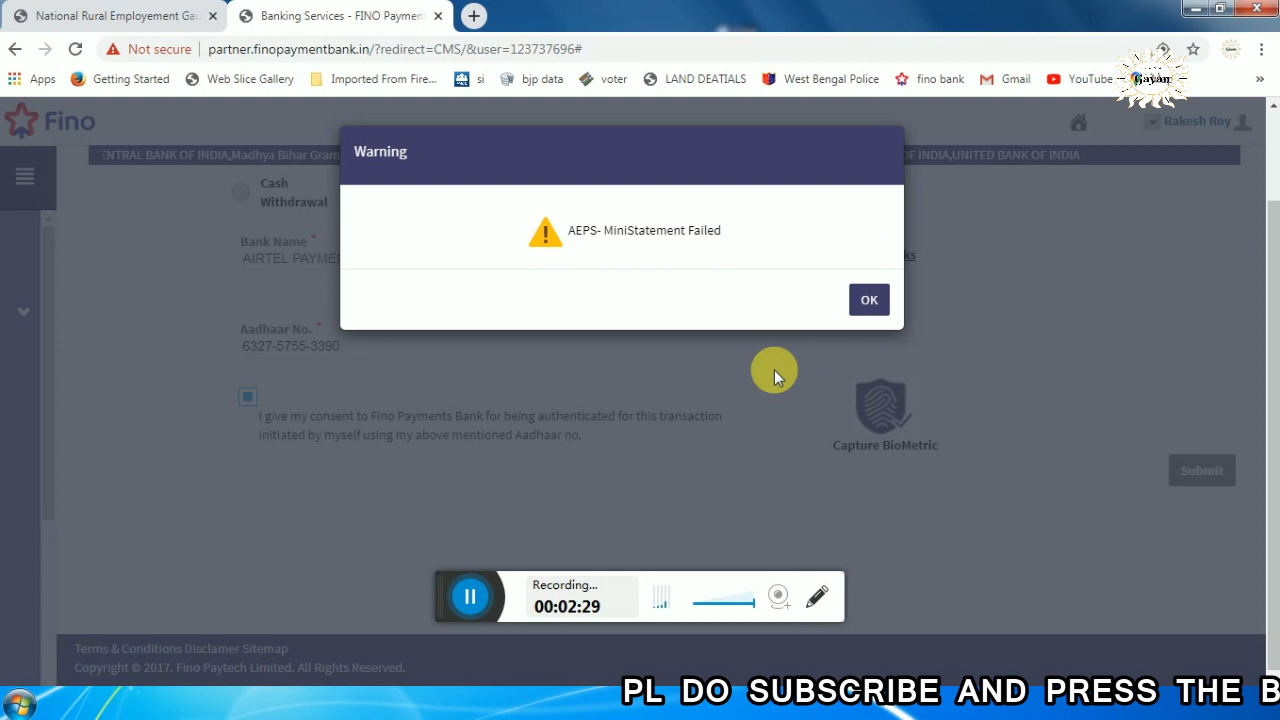 National Rural Employement Gau
Banking Services - FINO Payment
Not secure
partner.finopaymentbank.in/?redirect=CMS/&user=123737696#
Apps
Getting Started
Web Slice Gallery
Imported From Fire...
si
bjp data
voter
LAND DEATIALS
West Bengal Police
fino bank
Gmail
YouTube
Gayan
»
Fino
Rakesh Roy
ENTRAL BANK OF INDIA,Madhya Bihar Gram
OF INDIA,UNITED BANK OF INDIA
Warning
AEPS- MiniStatement Failed
OK
Cash
Withdrawal
Bank Name *
AIRTEL PAYME
ks
Aadhaar No. *
6327-5755-3390
I give my consent to Fino Payments Bank for being authenticated for this transaction
initiated by myself using my above mentioned Aadhaar no.
Capture BioMetric
Submit
Recording...
00:02:29
Terms & Conditions Disclamer Sitemap
Copyright © 2017. Fino Paytech Limited. All Rights Reserved.
PL DO SUBSCRIBE AND PRESS THE B